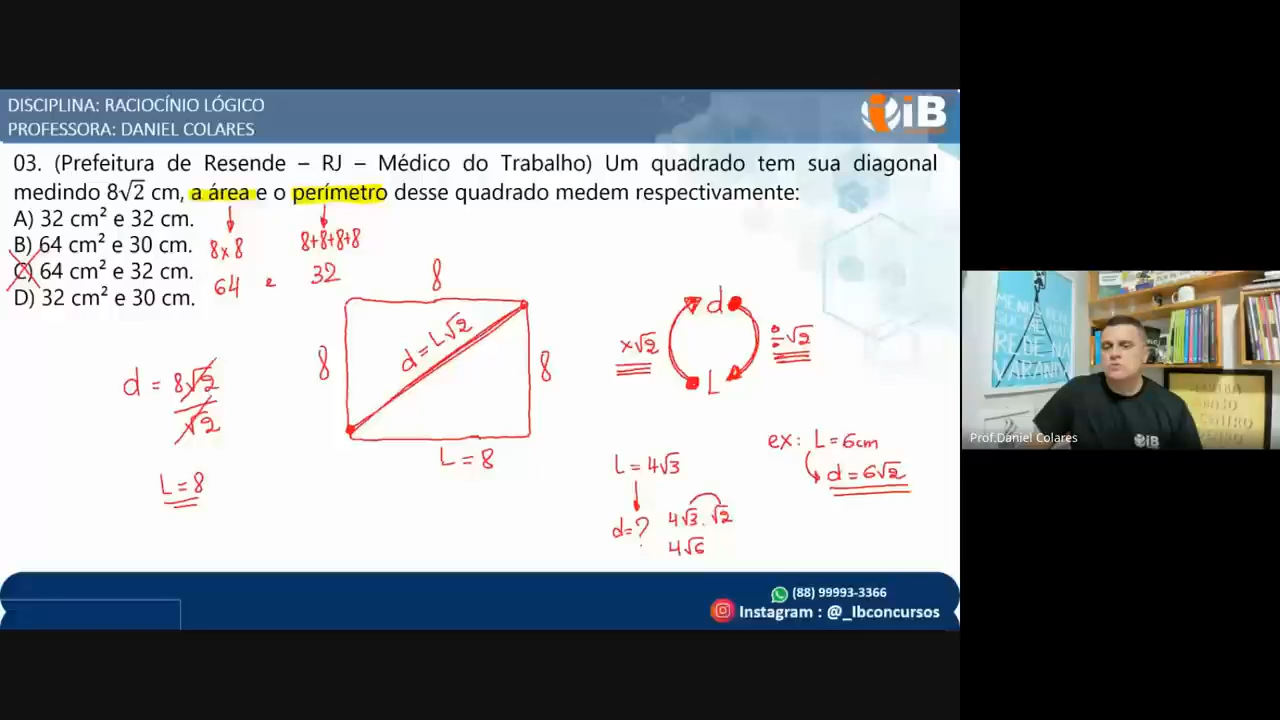 DISCIPLINA: RACIOCÍNIO LÓGICO
PROFESSORA: DANIEL COLARES
iB
03. (Prefeitura de Resende – RJ – Médico do Trabalho) Um quadrado tem sua diagonal
medindo 8√2 cm, a área e o perímetro desse quadrado medem respectivamente:
A) 32 cm² e 32 cm.
B) 64 cm² e 30 cm.
C) 64 cm² e 32 cm.
D) 32 cm² e 30 cm.
8x8
8+8+8+8
64 e 32
8
8
8
d = L√2
L = 8
d = 8√2
√2
L = 8
x√2
d
÷√2
L
L = 4√3
d = ?
4√3 . √2
4√6
ex: L = 6cm
d = 6√2
REDE NA
VARAN
iB
Prof.Daniel Colares
(88) 99993-3366
Instagram : @_Ibconcursos